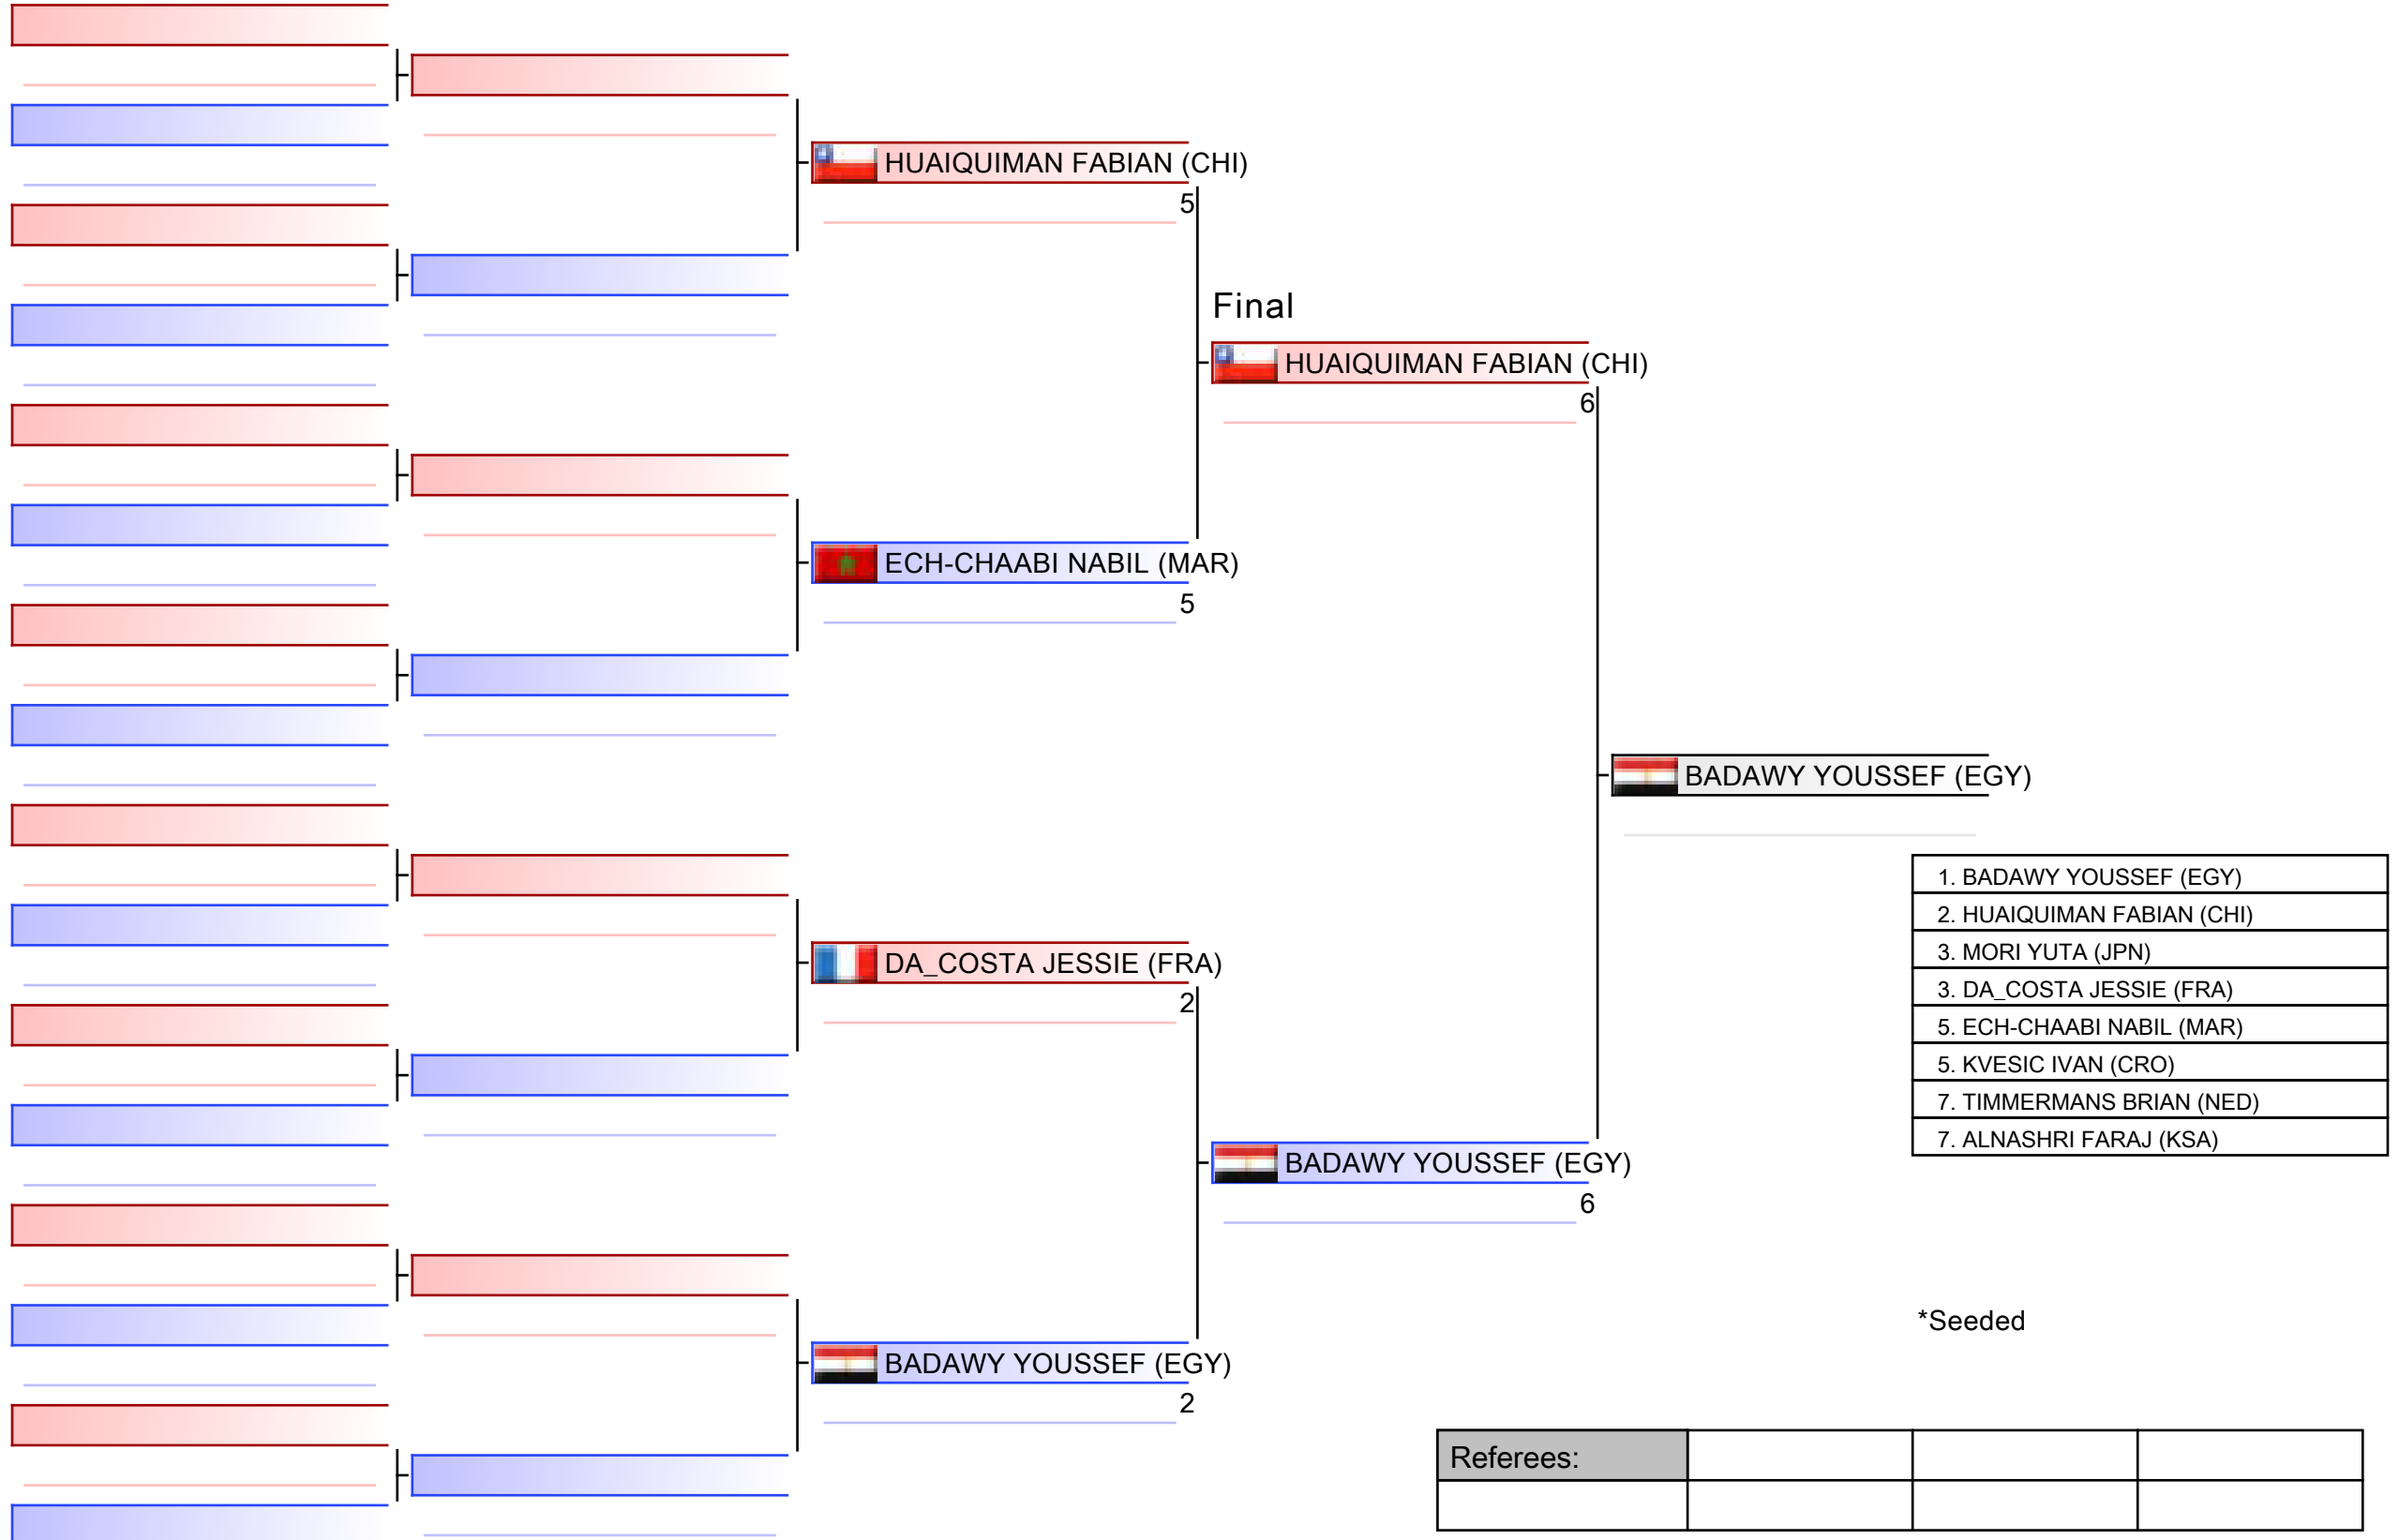 HUAIQUIMAN FABIAN (CHI)
5
Final
HUAIQUIMAN FABIAN (CHI)
6
ECH-CHAABI NABIL (MAR)
5
BADAWY YOUSSEF (EGY)
1. BADAWY YOUSSEF (EGY)
2. HUAIQUIMAN FABIAN (CHI)
3. MORI YUTA (JPN)
3. DA_COSTA JESSIE (FRA)
5. ECH-CHAABI NABIL (MAR)
5. KVESIC IVAN (CRO)
7. TIMMERMANS BRIAN (NED)
7. ALNASHRI FARAJ (KSA)
DA_COSTA JESSIE (FRA)
2
BADAWY YOUSSEF (EGY)
6
*Seeded
BADAWY YOUSSEF (EGY)
2
Referees: